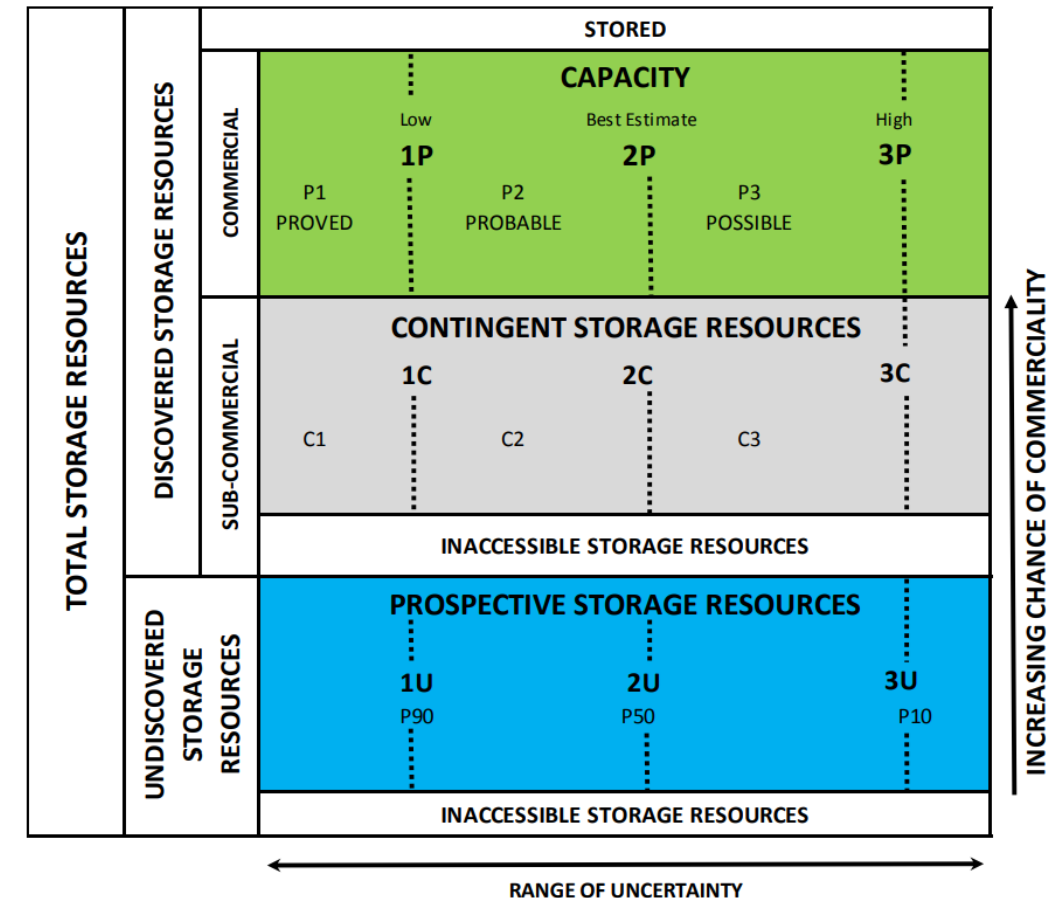 STORED
CAPACITY
Low
Best Estimate
High
1P
2P
3P
P1
PROVED
P2
PROBABLE
P3
POSSIBLE
CONTINGENT STORAGE RESOURCES
1C
2C
3C
C1
C2
C3
INACCESSIBLE STORAGE RESOURCES
PROSPECTIVE STORAGE RESOURCES
1U
2U
3U
P90
P50
P10
INACCESSIBLE STORAGE RESOURCES
TOTAL STORAGE RESOURCES
DISCOVERED STORAGE RESOURCES
COMMERCIAL
SUB-COMMERCIAL
UNDISCOVERED
STORAGE
RESOURCES
INCREASING CHANCE OF COMMERCIALITY
RANGE OF UNCERTAINTY